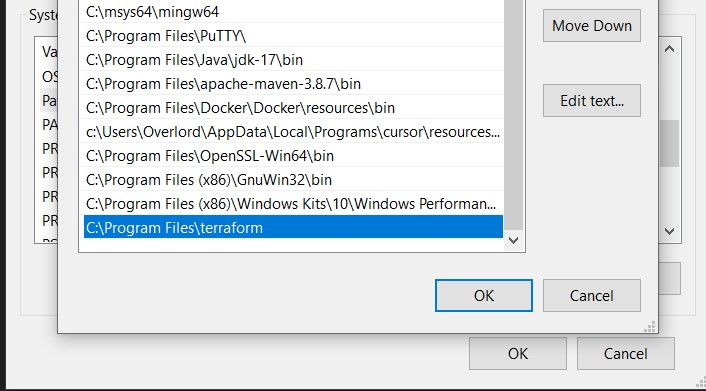 Syste
C:\msys64\mingw64
C:\Program Files\PuTTY\
C:\Program Files\Java\jdk-17\bin
C:\Program Files\apache-maven-3.8.7\bin
C:\Program Files\Docker\Docker\resources\bin
c:\Users\Overlord\AppData\Local\Programs\cursor\resources...
C:\Program Files\OpenSSL-Win64\bin
C:\Program Files (x86)\GnuWin32\bin
C:\Program Files (x86)\Windows Kits\10\Windows Performan...
C:\Program Files\terraform
Va
OS
Pa
PA
PR
PR
PR
PR
Move Down
Edit text...
OK
Cancel
OK
Cancel